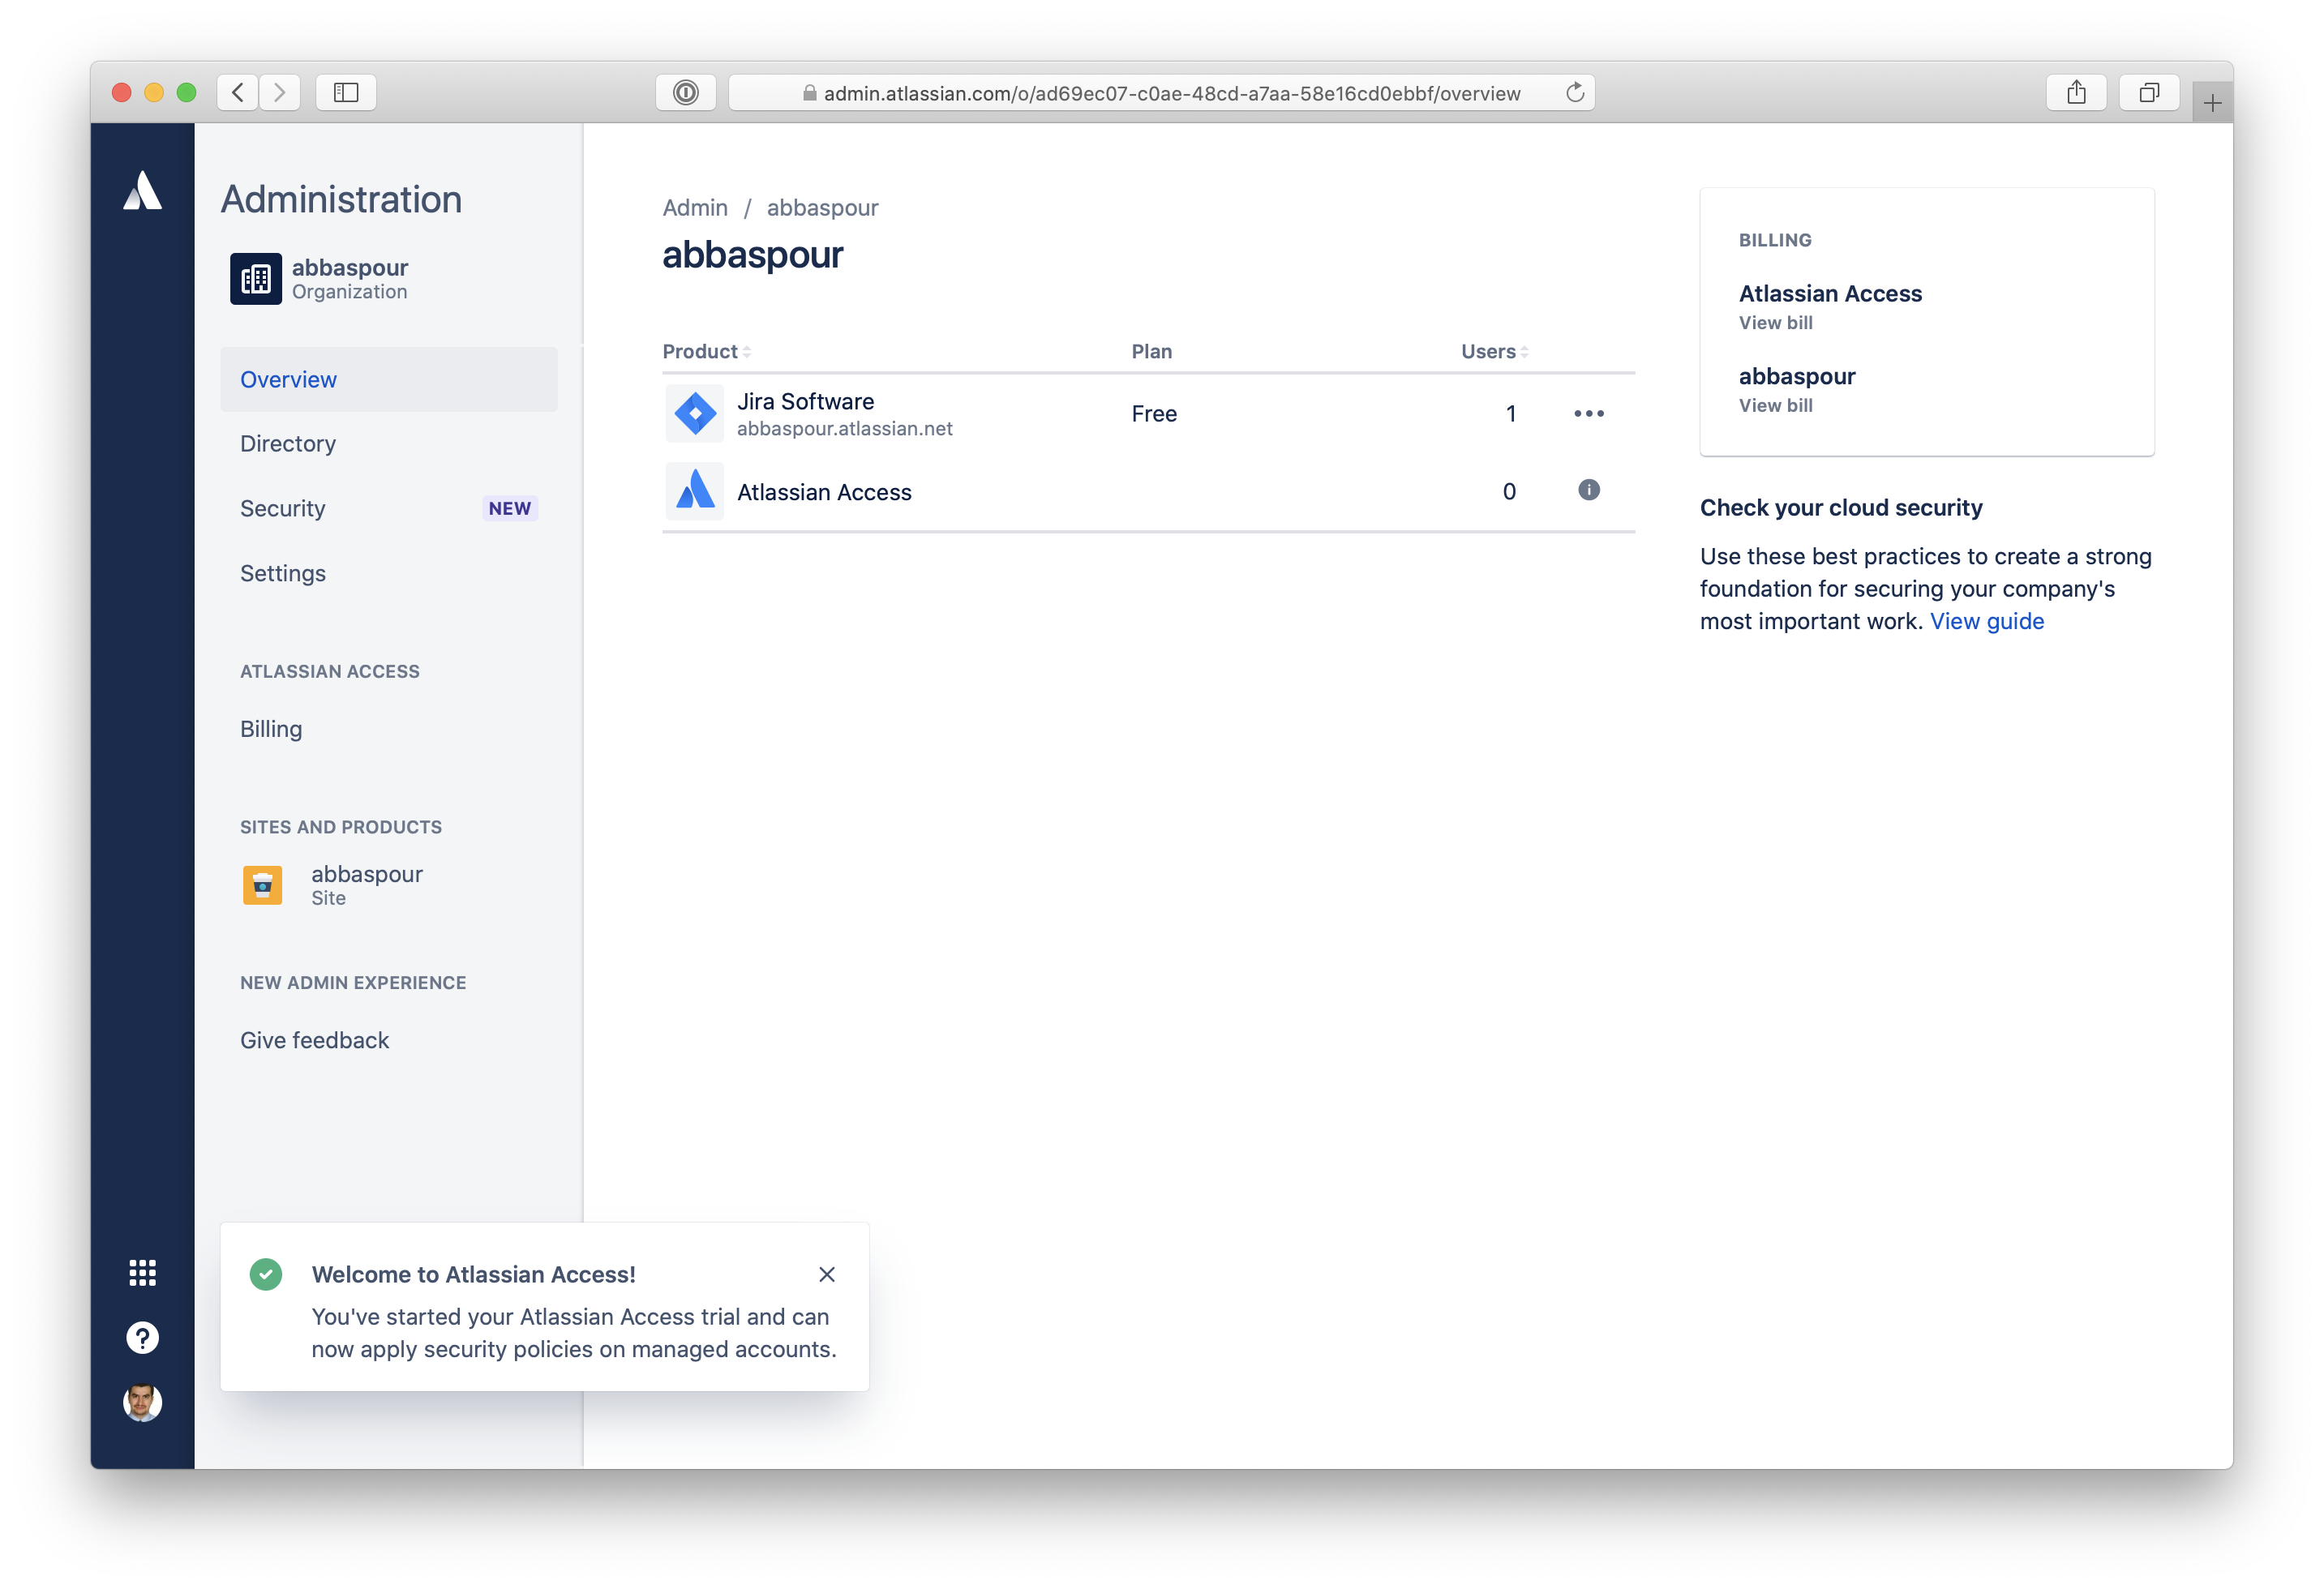 admin.atlassian.com/o/ad69ec07-c0ae-48cd-a7aa-58e16cd0ebbf/overview
Administration
abbaspour
Organization
Overview
Directory
Security NEW
Settings
ATLASSIAN ACCESS
Billing
SITES AND PRODUCTS
abbaspour
Site
NEW ADMIN EXPERIENCE
Give feedback
Admin / abbaspour
abbaspour
Product Plan Users
Jira Software
abbaspour.atlassian.net
Free 1
Atlassian Access 0
BILLING
Atlassian Access
View bill
abbaspour
View bill
Check your cloud security
Use these best practices to create a strong
foundation for securing your company's
most important work. View guide
Welcome to Atlassian Access!
You've started your Atlassian Access trial and can
now apply security policies on managed accounts.